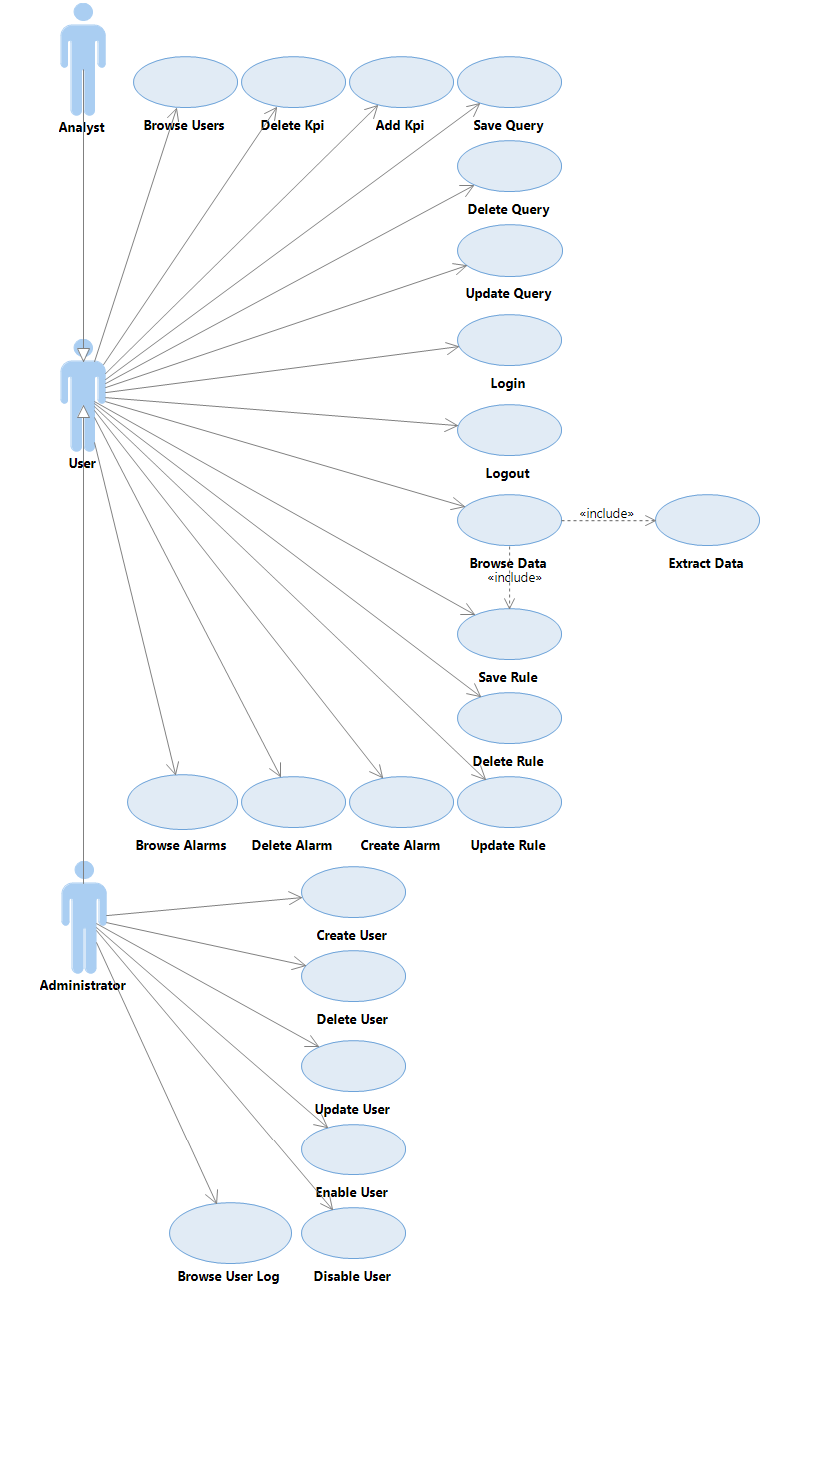 Analyst
Browse Users
Delete Kpi
Add Kpi
Save Query
Delete Query
Update Query
Login
User
Logout
«include»
Browse Data
Extract Data
«include»
Save Rule
Delete Rule
Browse Alarms
Delete Alarm
Create Alarm
Update Rule
Create User
Administrator
Delete User
Update User
Enable User
Browse User Log
Disable User